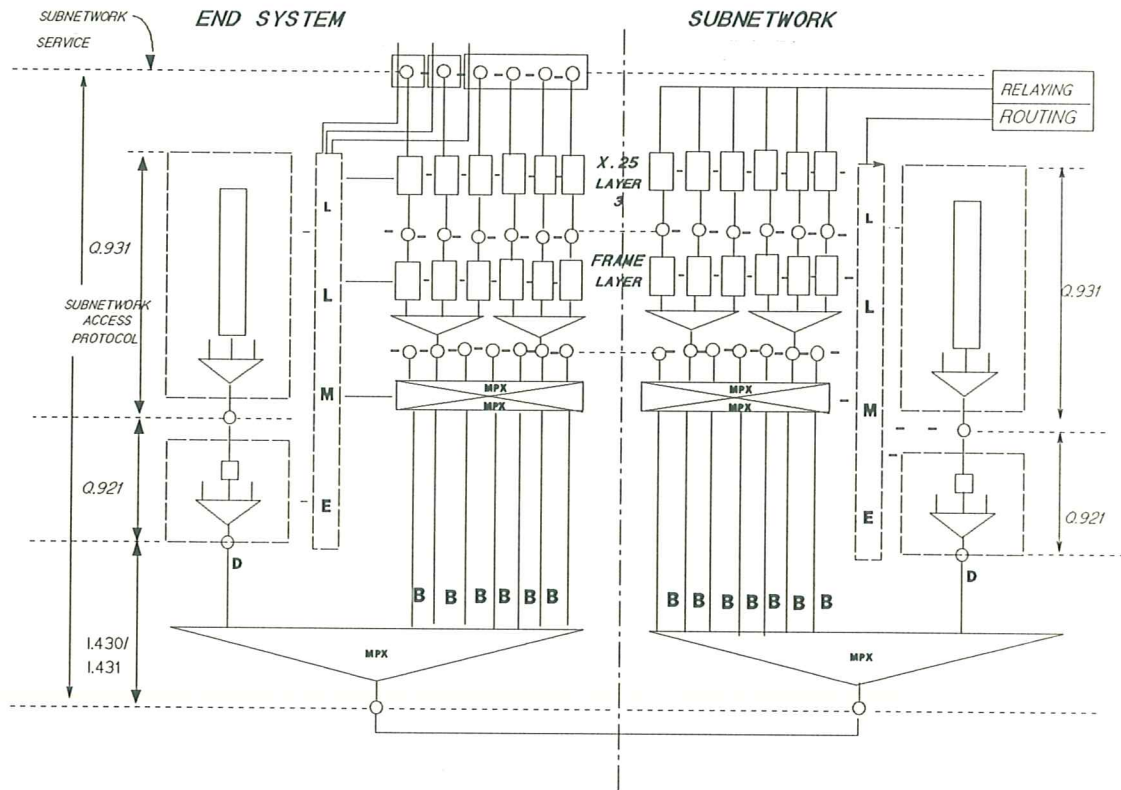 SUBNETWORK
SERVICE
END SYSTEM
SUBNETWORK
RELAYING
ROUTING
X.25
LAYER
3
L
L
M
E
L
L
M
E
Q.931
SUBNETWORK
ACCESS
PROTOCOL
FRAME
LAYER
Q.931
MPX
MPX
MPX
MPX
Q.921
Q.921
D
D
B B B B B B
B B B B B B B
I.430/
I.431
MPX
MPX